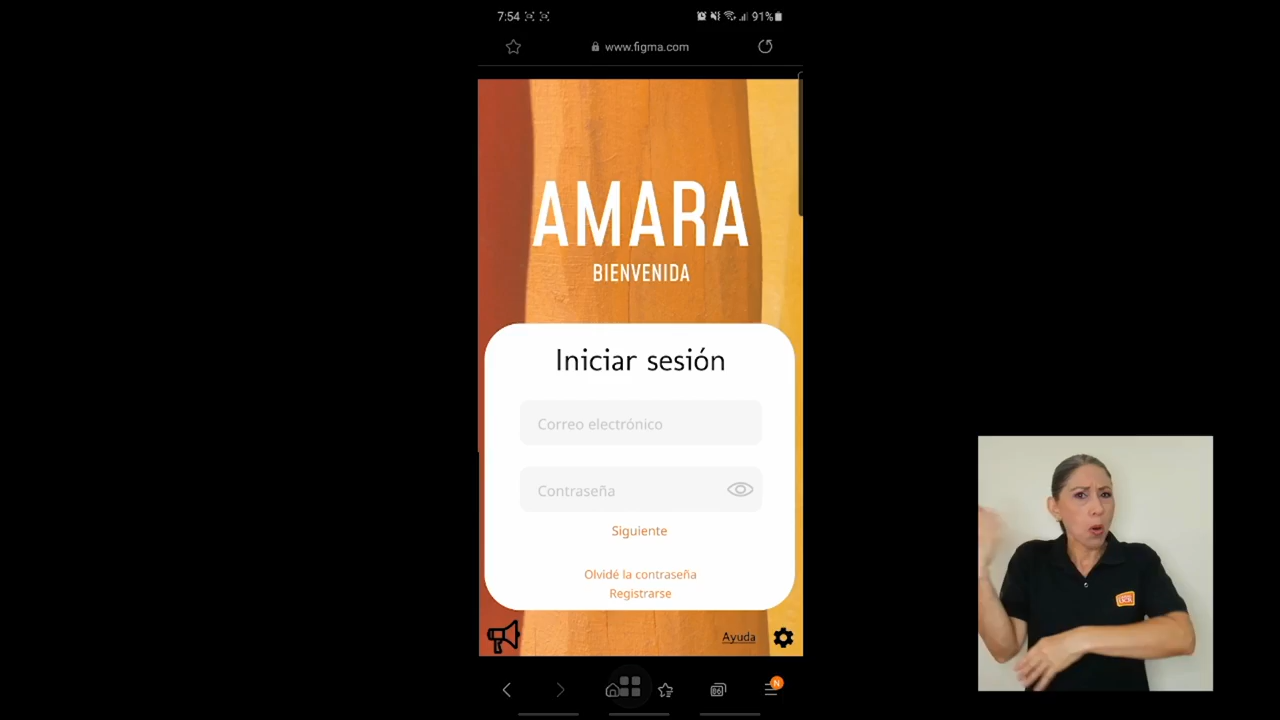 7:54
91%
www.figma.com
AMARA
BIENVENIDA
Iniciar sesión
Correo electrónico
Contraseña
Siguiente
Olvidé la contraseña
Registrarse
Ayuda
86
N